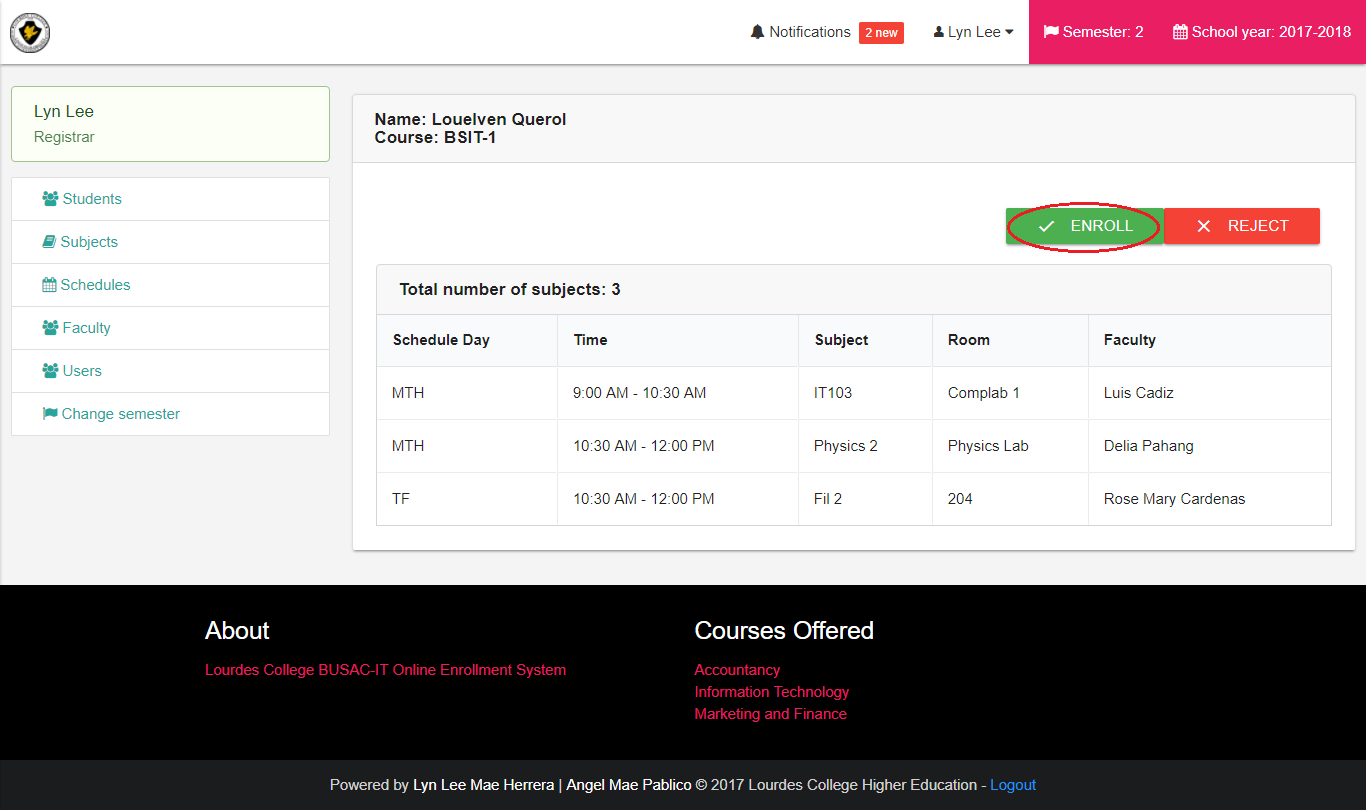 Notifications 2 new Lyn Lee Semester: 2 School year: 2017-2018
Lyn Lee
Registrar
Students
Subjects
Schedules
Faculty
Users
Change semester
Name: Louelven Querol
Course: BSIT-1
ENROLL REJECT
Total number of subjects: 3
Schedule Day Time Subject Room Faculty
MTH 9:00 AM - 10:30 AM IT103 Complab 1 Luis Cadiz
MTH 10:30 AM - 12:00 PM Physics 2 Physics Lab Delia Pahang
TF 10:30 AM - 12:00 PM Fil 2 204 Rose Mary Cardenas
About
Lourdes College BUSAC-IT Online Enrollment System
Courses Offered
Accountancy
Information Technology
Marketing and Finance
Powered by Lyn Lee Mae Herrera | Angel Mae Pablico © 2017 Lourdes College Higher Education - Logout